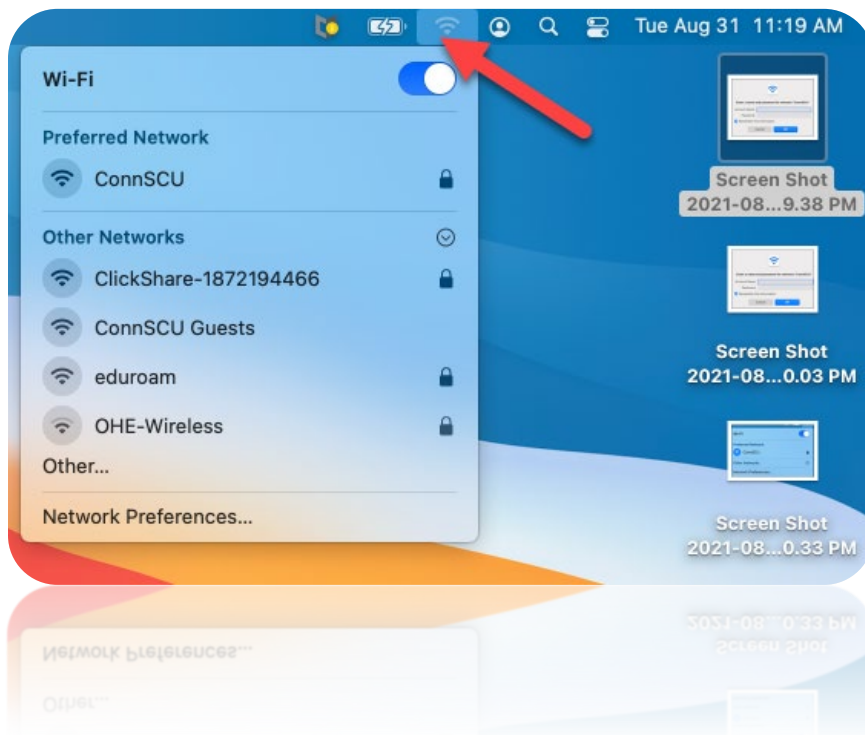 Tue Aug 31 11:19 AM
Wi-Fi
Preferred Network
ConnSCU
Other Networks
ClickShare-1872194466
ConnSCU Guests
eduroam
OHE-Wireless
Other...
Network Preferences...
Screen Shot
2021-08...9.38 PM
Screen Shot
2021-08...0.03 PM
Screen Shot
2021-08...0.33 PM